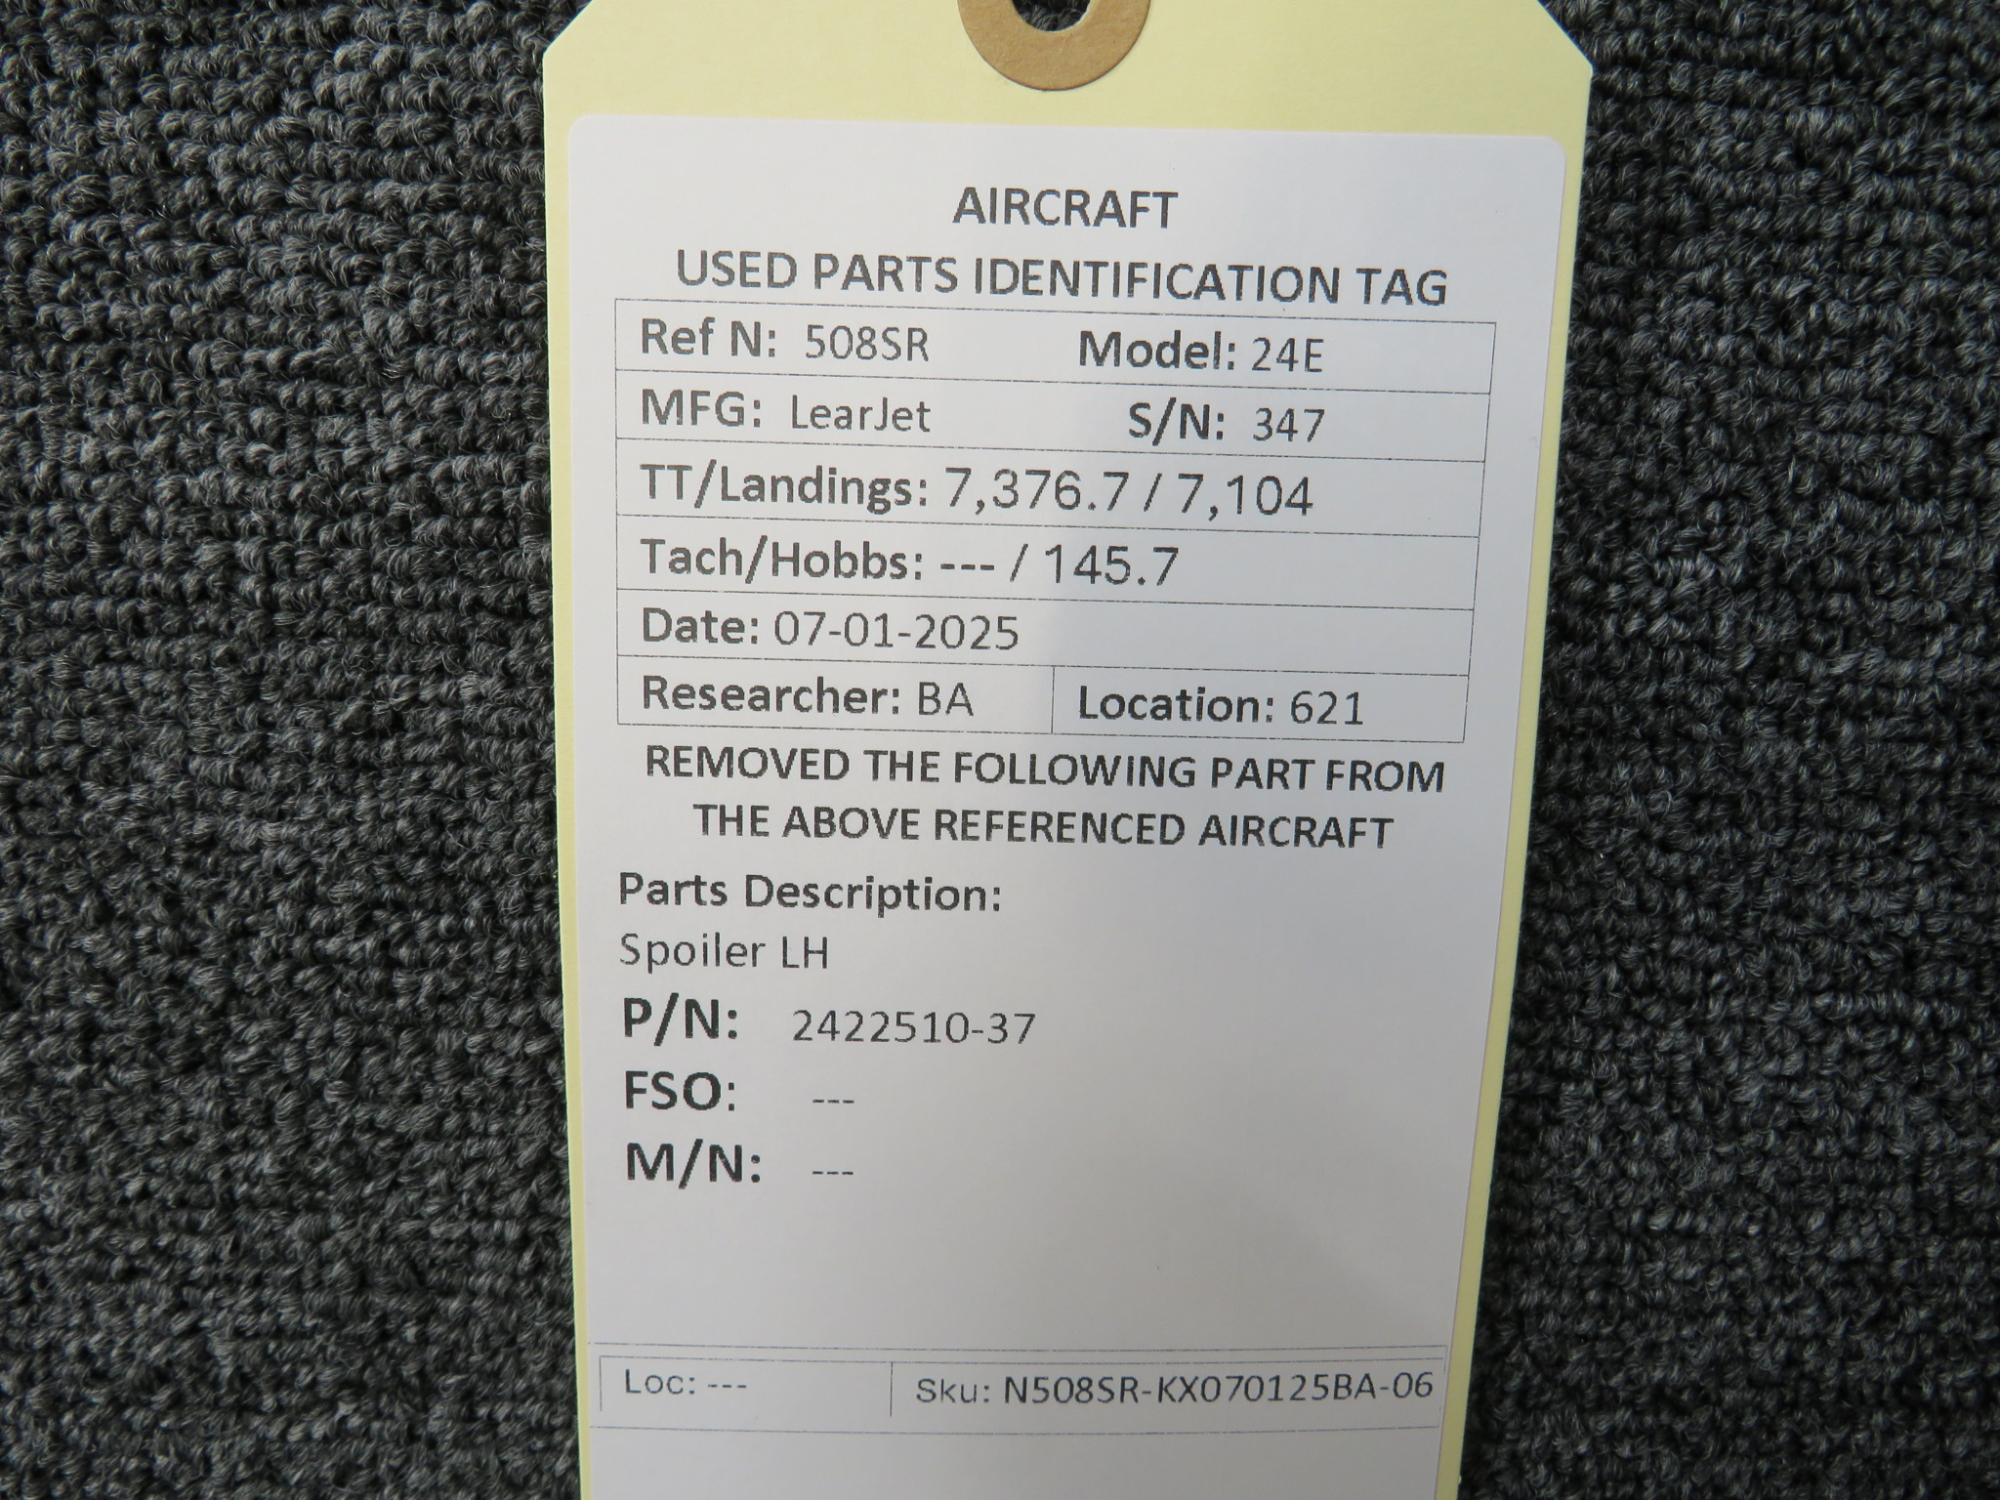 AIRCRAFT
USED PARTS IDENTIFICATION TAG
Ref N: 508SR Model: 24E
MFG: LearJet S/N: 347
TT/Landings: 7,376.7 / 7,104
Tach/Hobbs: --- / 145.7
Date: 07-01-2025
Researcher: BA Location: 621
REMOVED THE FOLLOWING PART FROM
THE ABOVE REFERENCED AIRCRAFT
Parts Description:
Spoiler LH
P/N: 2422510-37
FSO: ---
M/N: ---
Loc: --- Sku: N508SR-KX070125BA-06